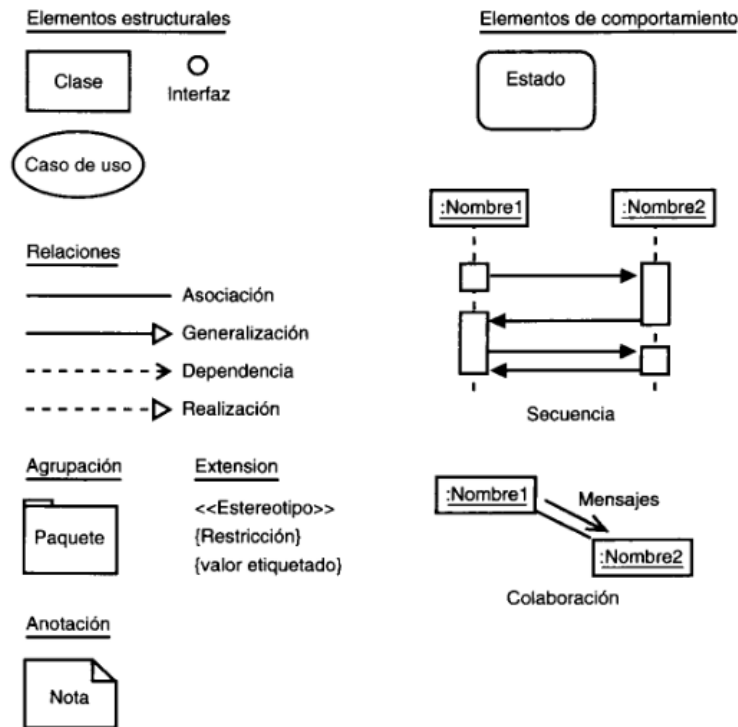 Elementos estructurales
Clase
Interfaz
Caso de uso
Relaciones
Asociación
Generalización
Dependencia
Realización
Agrupación
Paquete
Extension
<<Estereotipo>>
{Restricción}
{valor etiquetado}
Anotación
Nota
Elementos de comportamiento
Estado
:Nombre1
:Nombre2
Secuencia
:Nombre1
Mensajes
:Nombre2
Colaboración